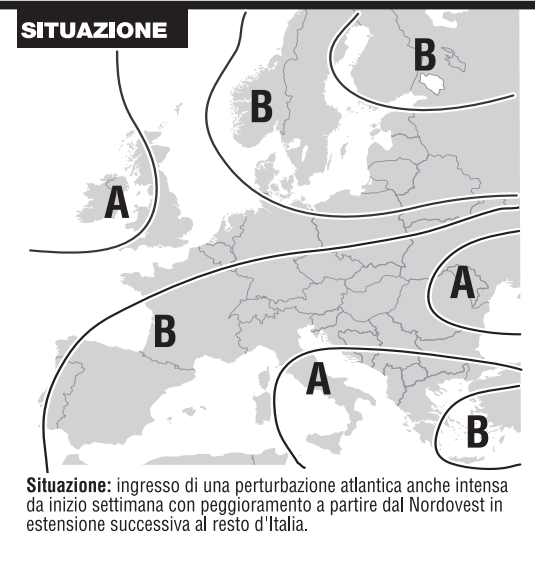 SITUAZIONE
B
B
A
A
B
A
B
Situazione: ingresso di una perturbazione atlantica anche intensa
da inizio settimana con peggioramento a partire dal Nordovest in
estensione successiva al resto d'Italia.